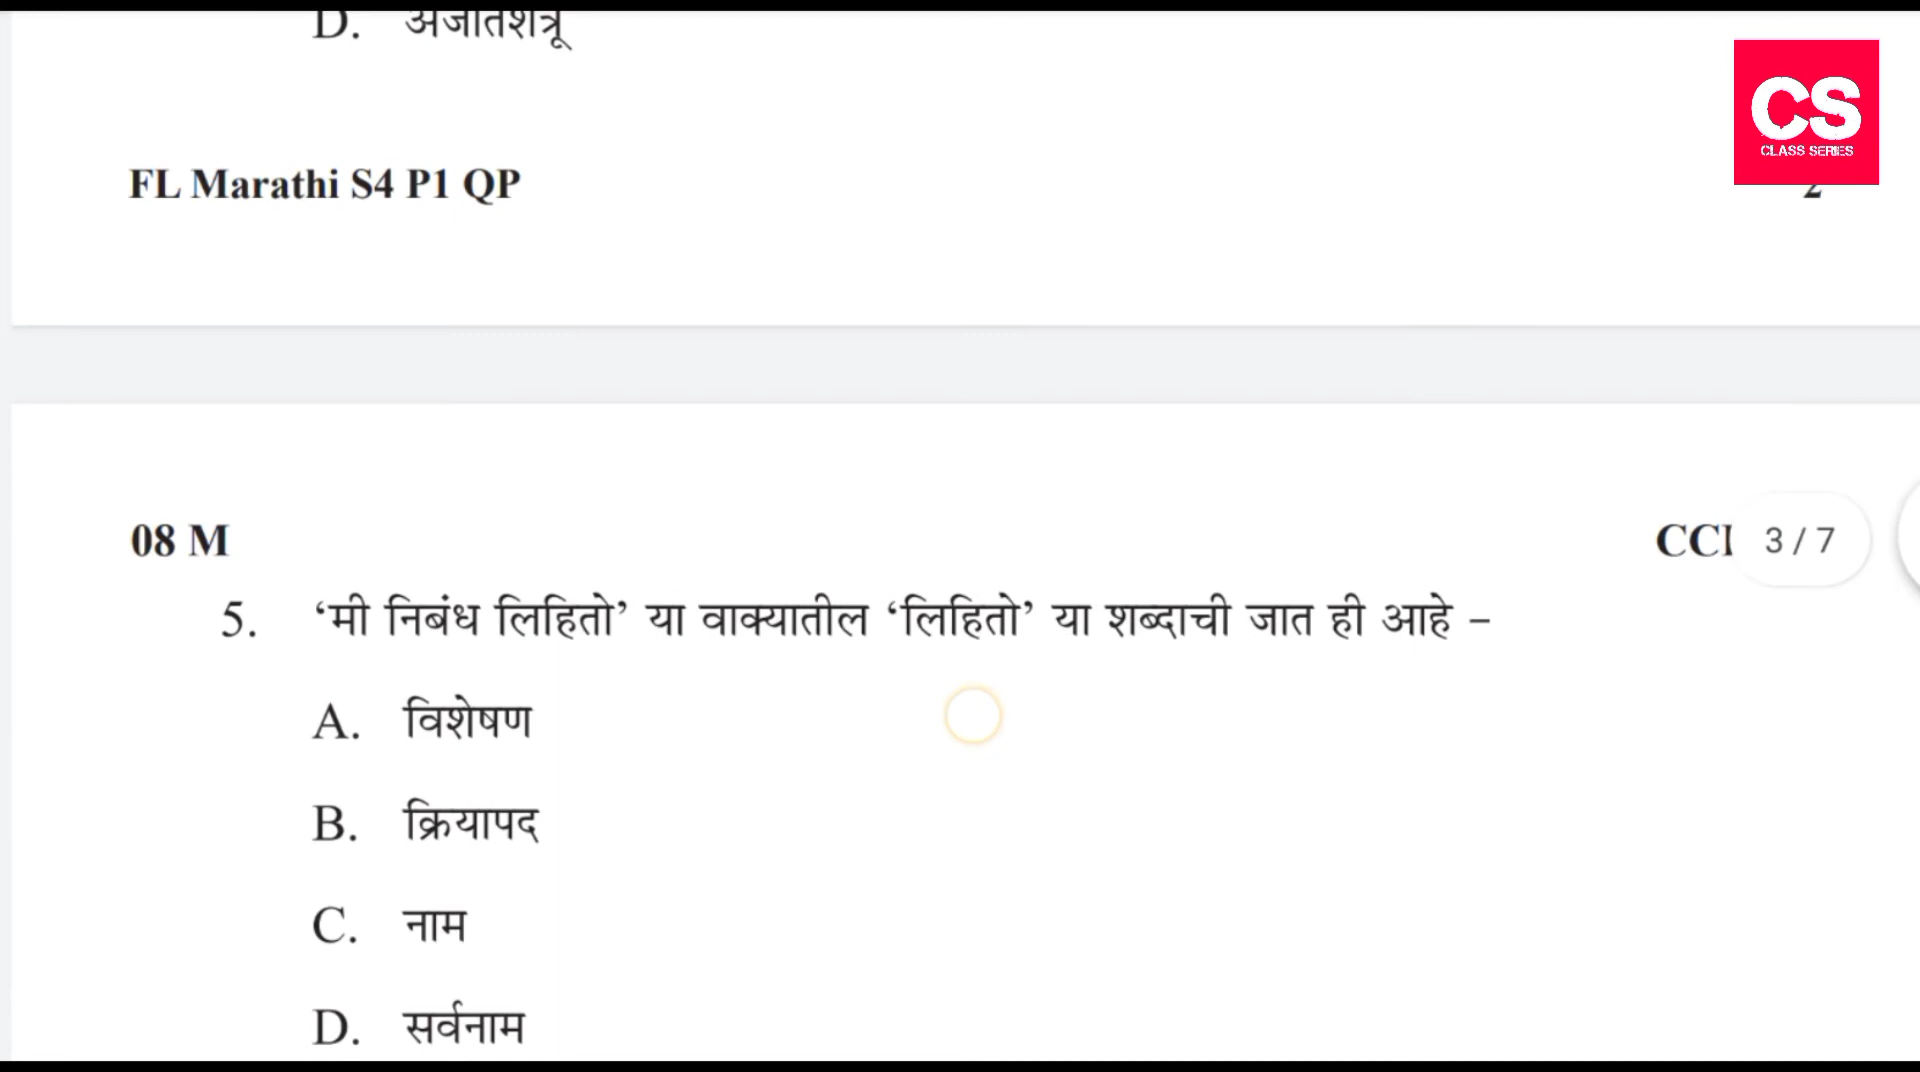 D. अजातशत्रू
CS
CLASS SERIES
FL Marathi S4 P1 QP
2
08 M
3 / 7
5. ‘मी निबंध लिहितो’ या वाक्यातील ‘लिहितो’ या शब्दाची जात ही आहे –
A. विशेषण
B. क्रियापद
C. नाम
D. सर्वनाम